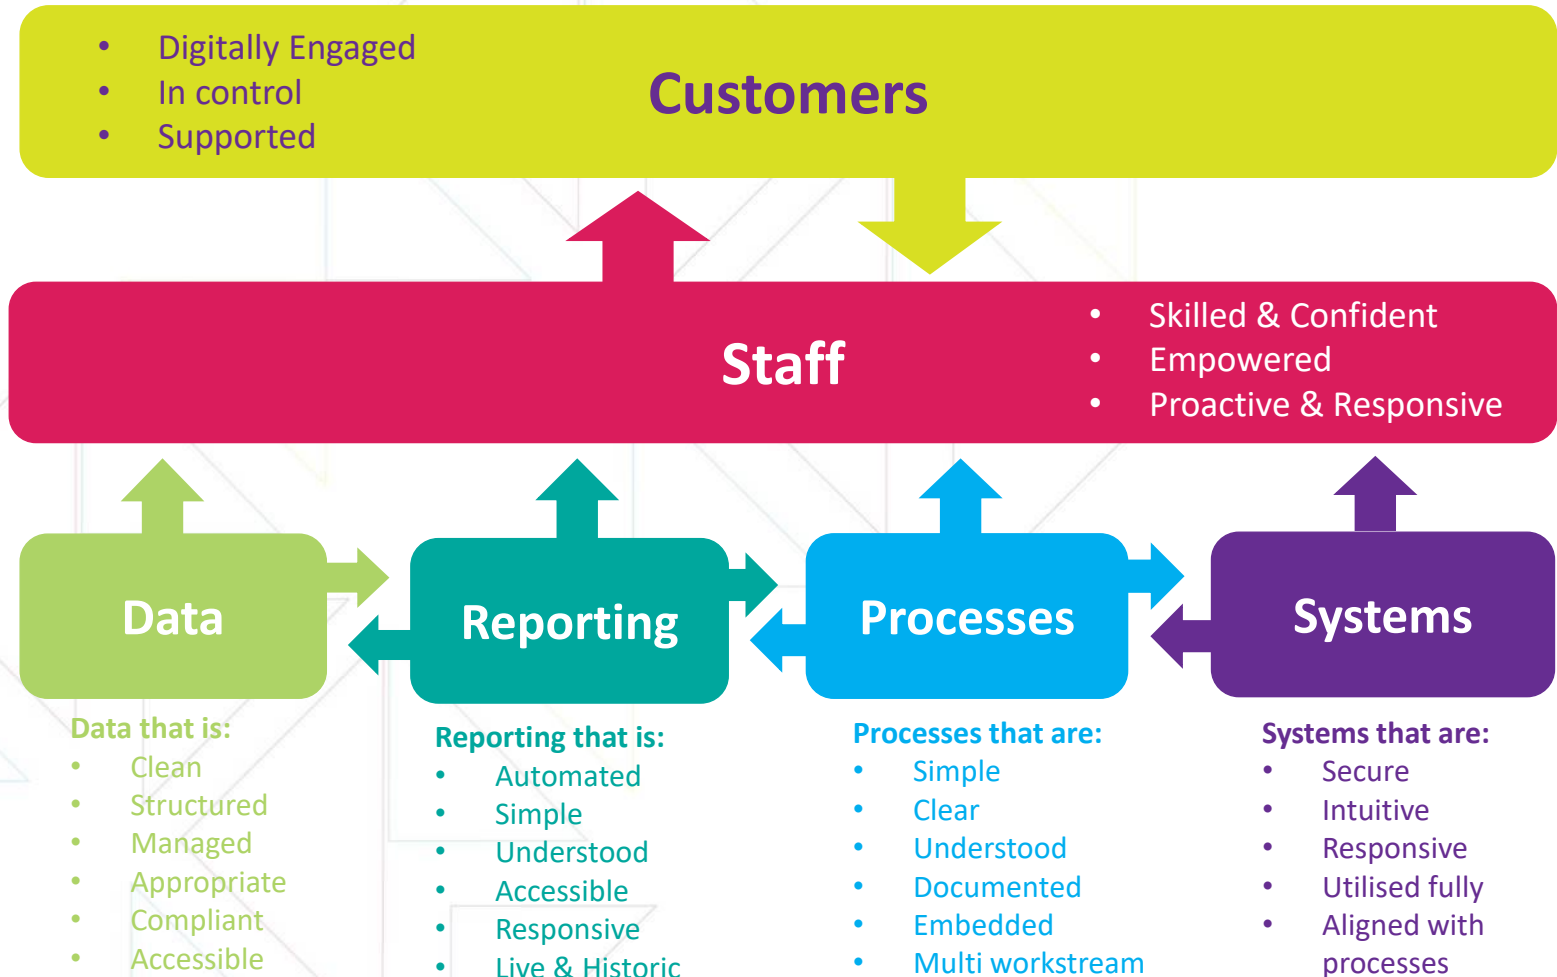 • Digitally Engaged
• In control
• Supported
Customers
Staff
• Skilled & Confident
• Empowered
• Proactive & Responsive
Data
Reporting
Processes
Systems
Data that is:
• Clean
• Structured
• Managed
• Appropriate
• Compliant
• Accessible
Reporting that is:
• Automated
• Simple
• Understood
• Accessible
• Responsive
• Live & Historic
Processes that are:
• Simple
• Clear
• Understood
• Documented
• Embedded
• Multi workstream
Systems that are:
• Secure
• Intuitive
• Responsive
• Utilised fully
• Aligned with
processes